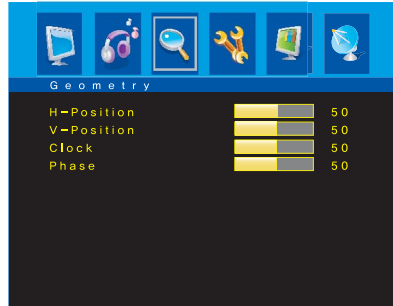 Geometry
H-Position 50
V-Position 50
Clock 50
Phase 50